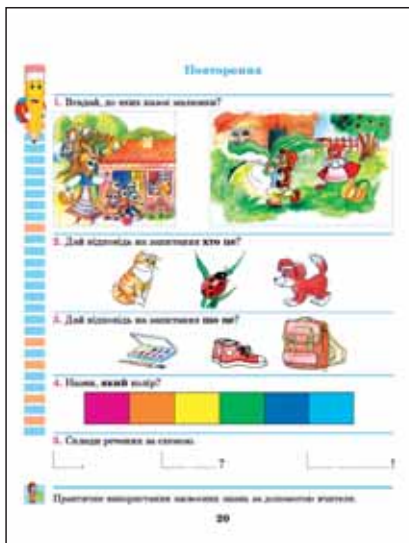 Повторення
1. Вгадай, до яких казок малюнки?
2. Дай відповідь на запитання хто це?
3. Дай відповідь на запитання що це?
4. Назви, який колір?
5. Склади речення за схемою.
. ? !
Практичне використання засвоєних знань за допомогою вчителя.
20